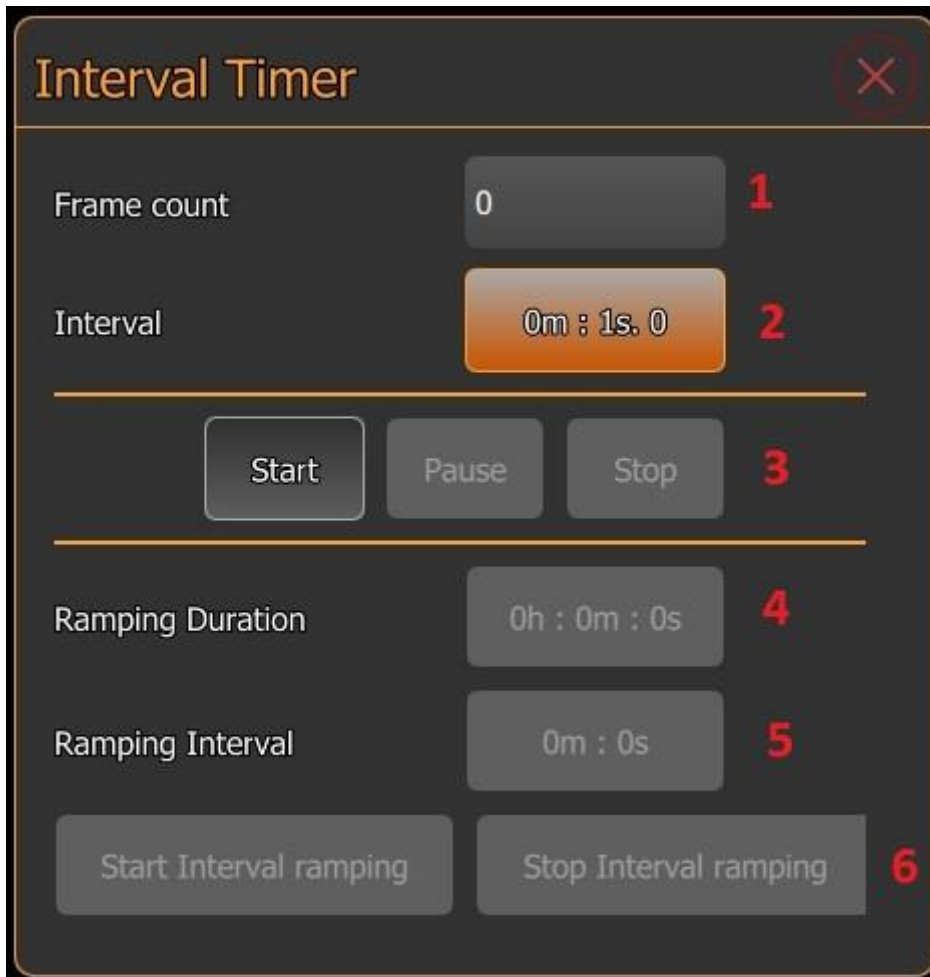 Interval Timer
Frame count 0 1
Interval 0m : 1s. 0 2
Start Pause Stop 3
Ramping Duration 0h : 0m : 0s 4
Ramping Interval 0m : 0s 5
Start Interval ramping Stop Interval ramping 6